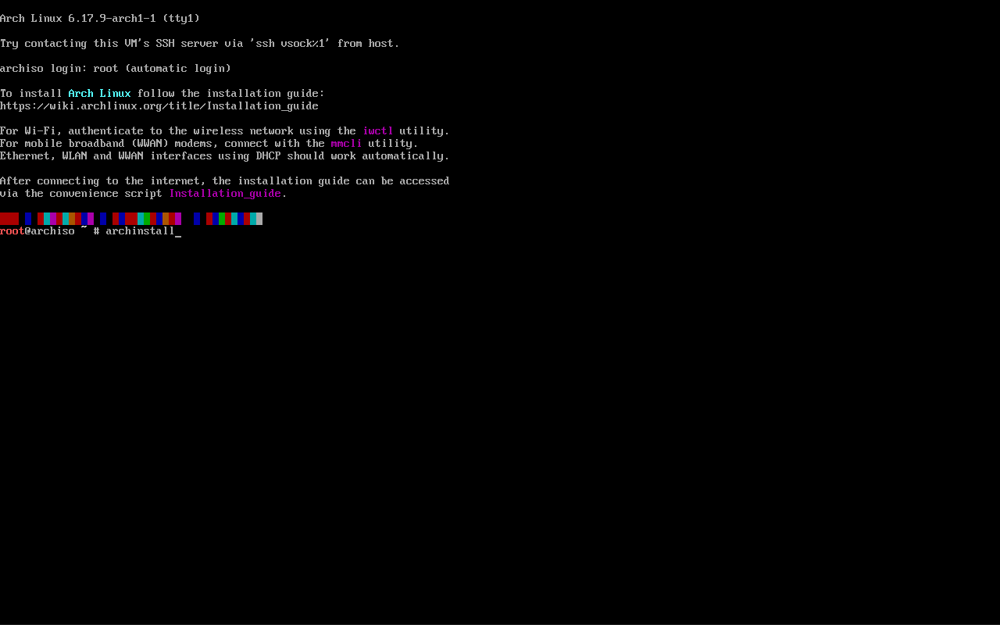 Arch Linux 6.17.9-arch1-1 (tty1)
Try contacting this VM's SSH server via 'ssh vsock%1' from host.
archiso login: root (automatic login)
To install Arch Linux follow the installation guide:
https://wiki.archlinux.org/title/Installation_guide
For Wi-Fi, authenticate to the wireless network using the iwctl utility.
For mobile broadband (WWAN) modems, connect with the mmcli utility.
Ethernet, WLAN and WWAN interfaces using DHCP should work automatically.
After connecting to the internet, the installation guide can be accessed
via the convenience script Installation_guide.
root@archiso ~ # archinstall_